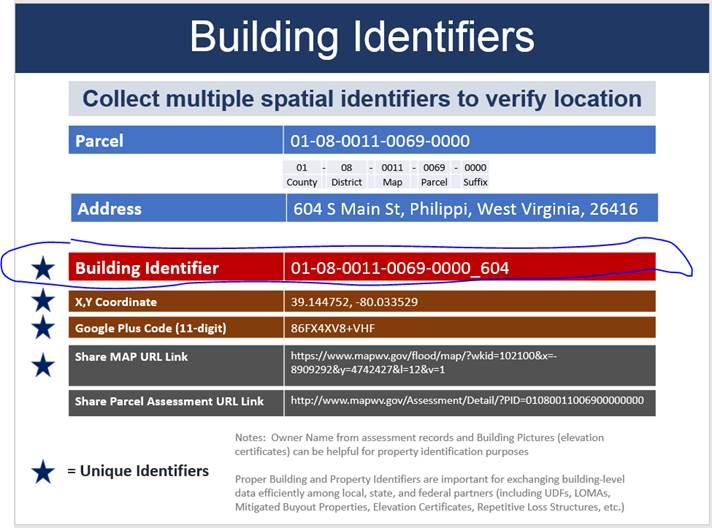 Building Identifiers
Collect multiple spatial identifiers to verify location
Parcel 01-08-0011-0069-0000
01 - 08 - 0011 - 0069 - 0000
County District Map Parcel Suffix
Address 604 S Main St, Philippi, West Virginia, 26416
Building Identifier 01-08-0011-0069-0000_604
X,Y Coordinate 39.144752, -80.033529
Google Plus Code (11-digit) 86FX4XV8+VHF
Share MAP URL Link https://www.mapwv.gov/flood/map/?wkid=102100&x=-
8909292&y=4742427&l=12&v=1
Share Parcel Assessment URL Link http://www.mapwv.gov/Assessment/Detail/?PID=01080011006900000000
Notes: Owner Name from assessment records and Building Pictures (elevation
certificates) can be helpful for property identification purposes
= Unique Identifiers
Proper Building and Property Identifiers are important for exchanging building-level
data efficiently among local, state, and federal partners (including UDFs, LOMAs,
Mitigated Buyout Properties, Elevation Certificates, Repetitive Loss Structures, etc.)